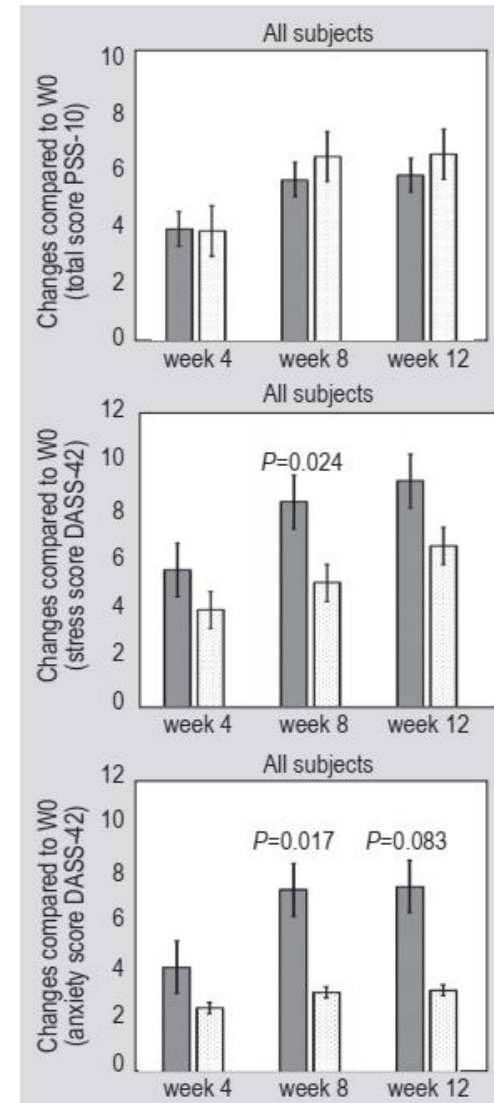 All subjects
Changes compared to W0
(total score PSS-10)
10
8
6
4
2
0
week 4 week 8 week 12
All subjects
Changes compared to W0
(stress score DASS-42)
12
10
8
6
4
2
0
P=0.024
week 4 week 8 week 12
All subjects
Changes compared to W0
(anxiety score DASS-42)
12
10
8
6
4
2
0
P=0.017 P=0.083
week 4 week 8 week 12